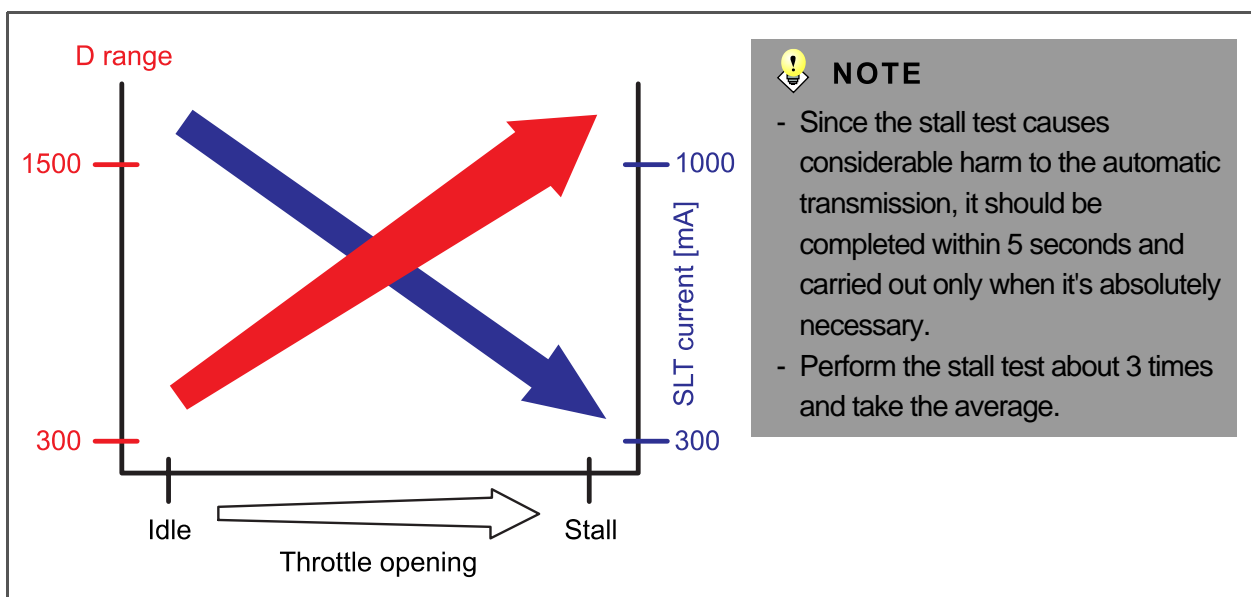 D range
1500
300
1000
300
SLT current [mA]
Idle
Stall
Throttle opening
NOTE
- Since the stall test causes
considerable harm to the automatic
transmission, it should be
completed within 5 seconds and
carried out only when it's absolutely
necessary.
- Perform the stall test about 3 times
and take the average.